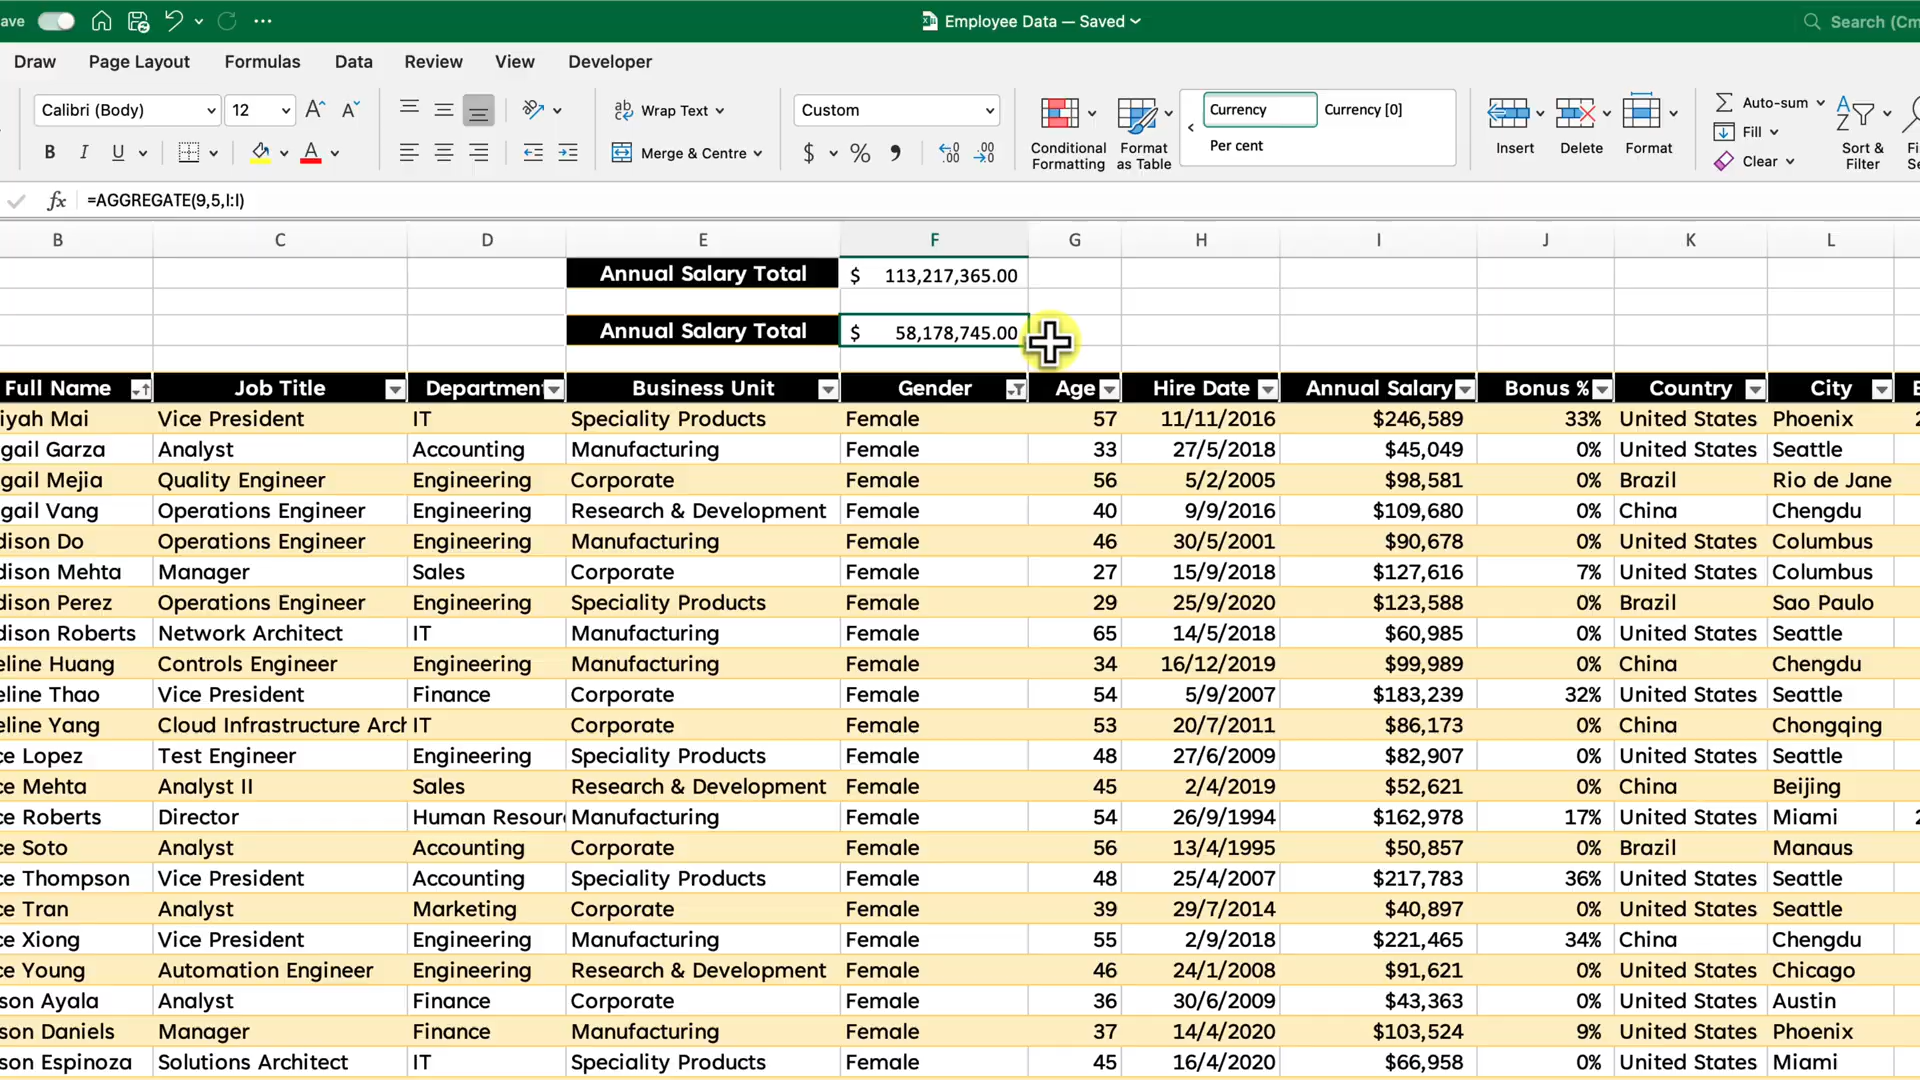 ave Employee Data — Saved Search (Cm
Draw Page Layout Formulas Data Review View Developer
Calibri (Body) 12 A A Wrap Text Custom Currency Currency [0] Auto-sum
B I U A Merge & Centre $ % Per cent Conditional Formatting Format as Table Insert Delete Format Fill Clear Sort & Filter
fx =AGGREGATE(9,5,I:I)
B C D E F G H I J K L
Annual Salary Total $ 113,217,365.00
Annual Salary Total $ 58,178,745.00
Full Name Job Title Department Business Unit Gender Age Hire Date Annual Salary Bonus % Country City
iyah Mai Vice President IT Speciality Products Female 57 11/11/2016 $246,589 33% United States Phoenix
gail Garza Analyst Accounting Manufacturing Female 33 27/5/2018 $45,049 0% United States Seattle
gail Mejia Quality Engineer Engineering Corporate Female 56 5/2/2005 $98,581 0% Brazil Rio de Jane
gail Vang Operations Engineer Engineering Research & Development Female 40 9/9/2016 $109,680 0% China Chengdu
dison Do Operations Engineer Engineering Manufacturing Female 46 30/5/2001 $90,678 0% United States Columbus
dison Mehta Manager Sales Corporate Female 27 15/9/2018 $127,616 7% United States Columbus
dison Perez Operations Engineer Engineering Speciality Products Female 29 25/9/2020 $123,588 0% Brazil Sao Paulo
dison Roberts Network Architect IT Manufacturing Female 65 14/5/2018 $60,985 0% United States Seattle
eline Huang Controls Engineer Engineering Manufacturing Female 34 16/12/2019 $99,989 0% China Chengdu
eline Thao Vice President Finance Corporate Female 54 5/9/2007 $183,239 32% United States Seattle
eline Yang Cloud Infrastructure Arch IT Corporate Female 53 20/7/2011 $86,173 0% China Chongqing
ce Lopez Test Engineer Engineering Speciality Products Female 48 27/6/2009 $82,907 0% United States Seattle
ce Mehta Analyst II Sales Research & Development Female 45 2/4/2019 $52,621 0% China Beijing
ce Roberts Director Human Resour Manufacturing Female 54 26/9/1994 $162,978 17% United States Miami
ce Soto Analyst Accounting Corporate Female 56 13/4/1995 $50,857 0% Brazil Manaus
ce Thompson Vice President Accounting Speciality Products Female 48 25/4/2007 $217,783 36% United States Seattle
ce Tran Analyst Marketing Corporate Female 39 29/7/2014 $40,897 0% United States Seattle
ce Xiong Vice President Engineering Manufacturing Female 55 2/9/2018 $221,465 34% China Chengdu
ce Young Automation Engineer Engineering Research & Development Female 46 24/1/2008 $91,621 0% United States Chicago
son Ayala Analyst Finance Corporate Female 36 30/6/2009 $43,363 0% United States Austin
son Daniels Manager Finance Manufacturing Female 37 14/4/2020 $103,524 9% United States Phoenix
son Espinoza Solutions Architect IT Speciality Products Female 45 16/4/2020 $66,958 0% United States Miami